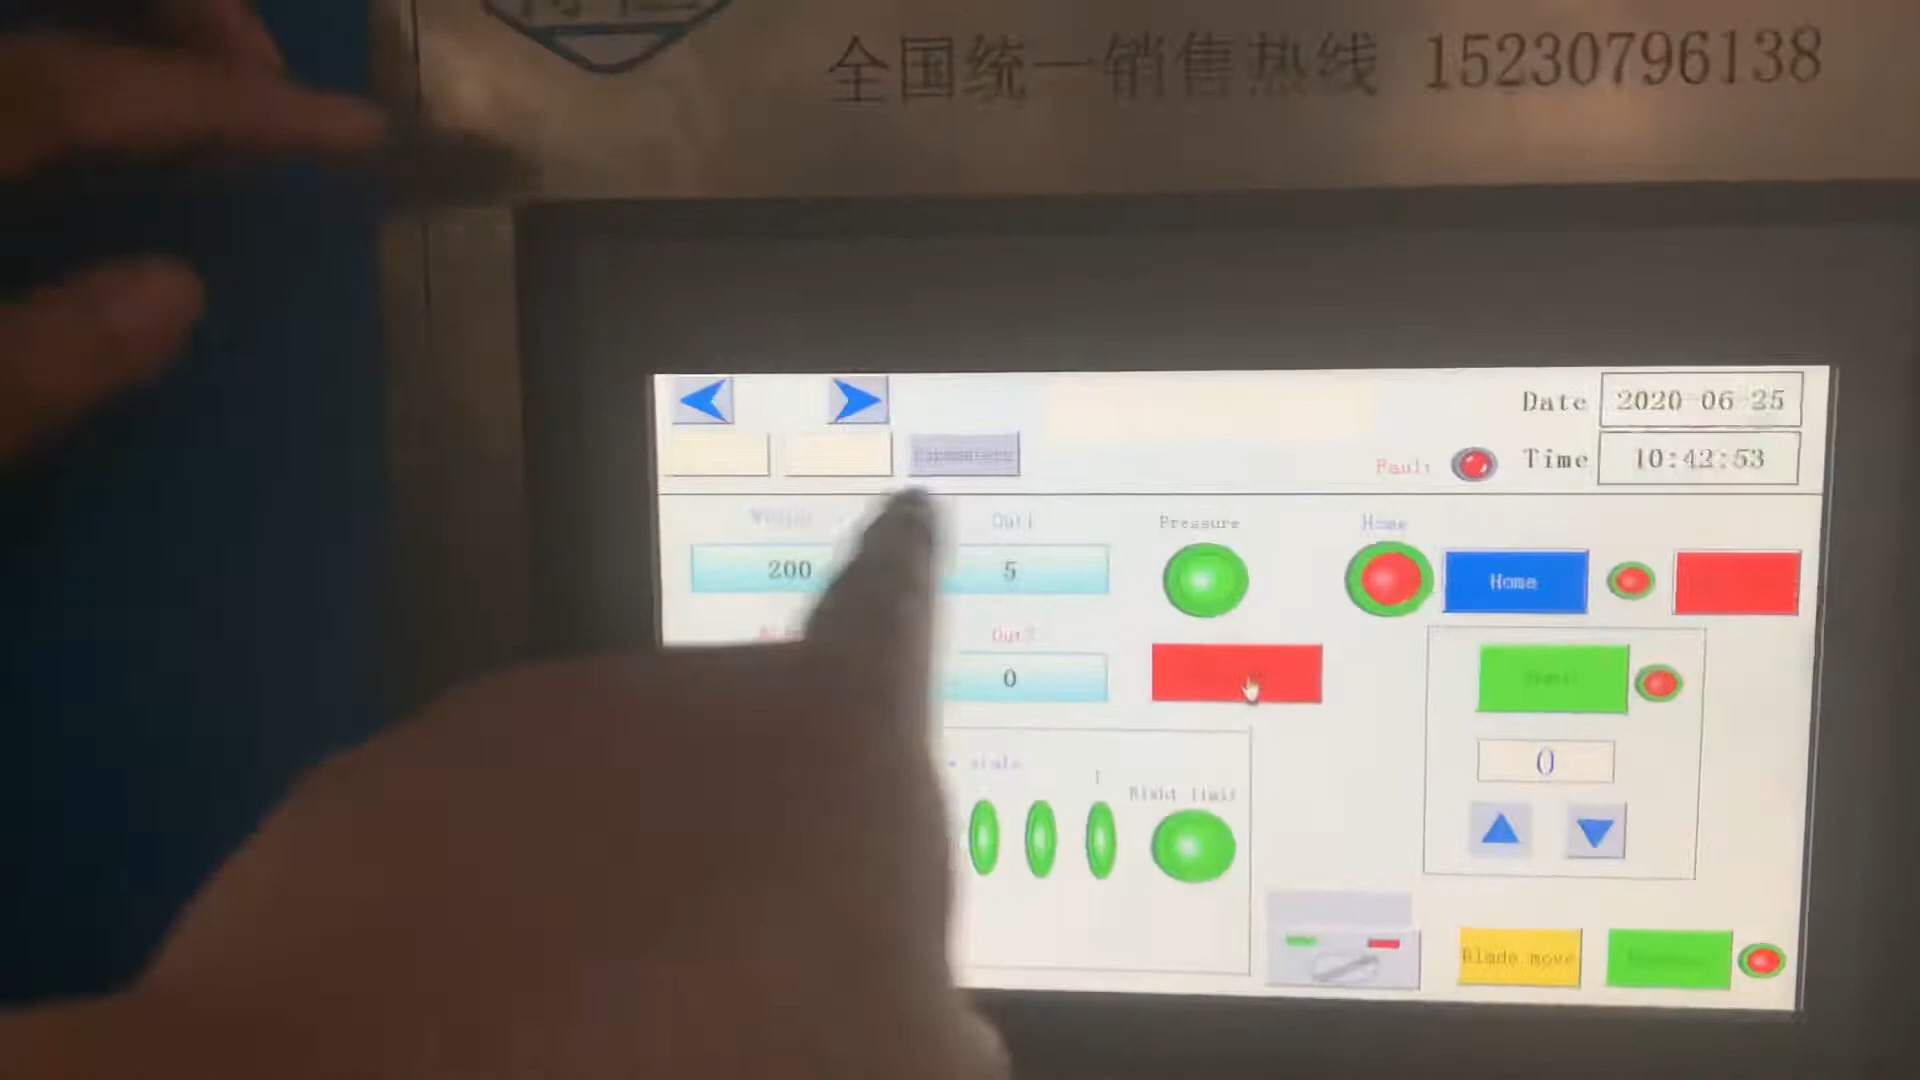 全国统一销售热线 15230796138
Date 2020-06-25
Fault Time 10:42:53
Out1 Pressure Home
200 5 Home
Out3
0
state
Right limit
0
Blade move